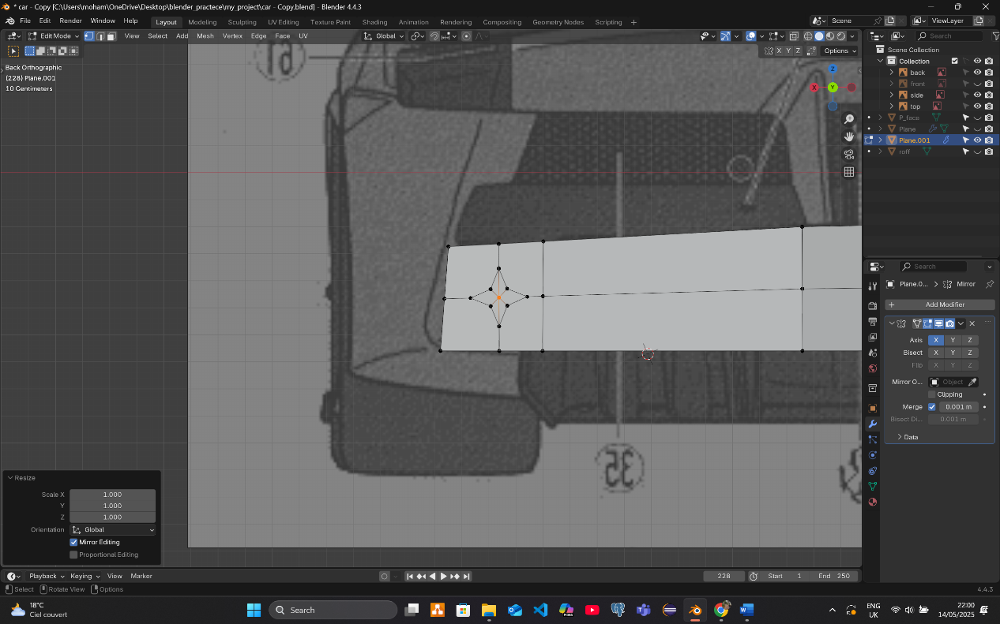 * car - Copy [C:\Users\moham\OneDrive\Desktop\blender_practece\my_project\car - Copy.blend] - Blender 4.4.3
File Edit Render Window Help Layout Modeling Sculpting UV Editing Texture Paint Shading Animation Rendering Compositing Geometry Nodes Scripting + Scene ViewLayer
Edit Mode View Select Add Mesh Vertex Edge Face UV Global Search
X Y Z Options
Back Orthographic
(228) Plane.001
10 Centimeters
Scene Collection
Collection
back
front
side
top
P_face
Plane
Plane.001
roff
Z
X Y
19
35
Search
Plane.0... > Mirror
+ Add Modifier
Axis X Y Z
Bisect X Y Z
Flip X Y Z
Mirror O... Object
Clipping
Merge 0.001 m
Bisect Di... 0.001 m
Data
Resize
Scale X 1.000
Y 1.000
Z 1.000
Orientation Global
Mirror Editing
Proportional Editing
Playback Keying View Marker 228 Start 1 End 250
Select Rotate View Options 4.4.3
18°C
Ciel couvert
Search
ENG
UK
22:00
14/05/2025